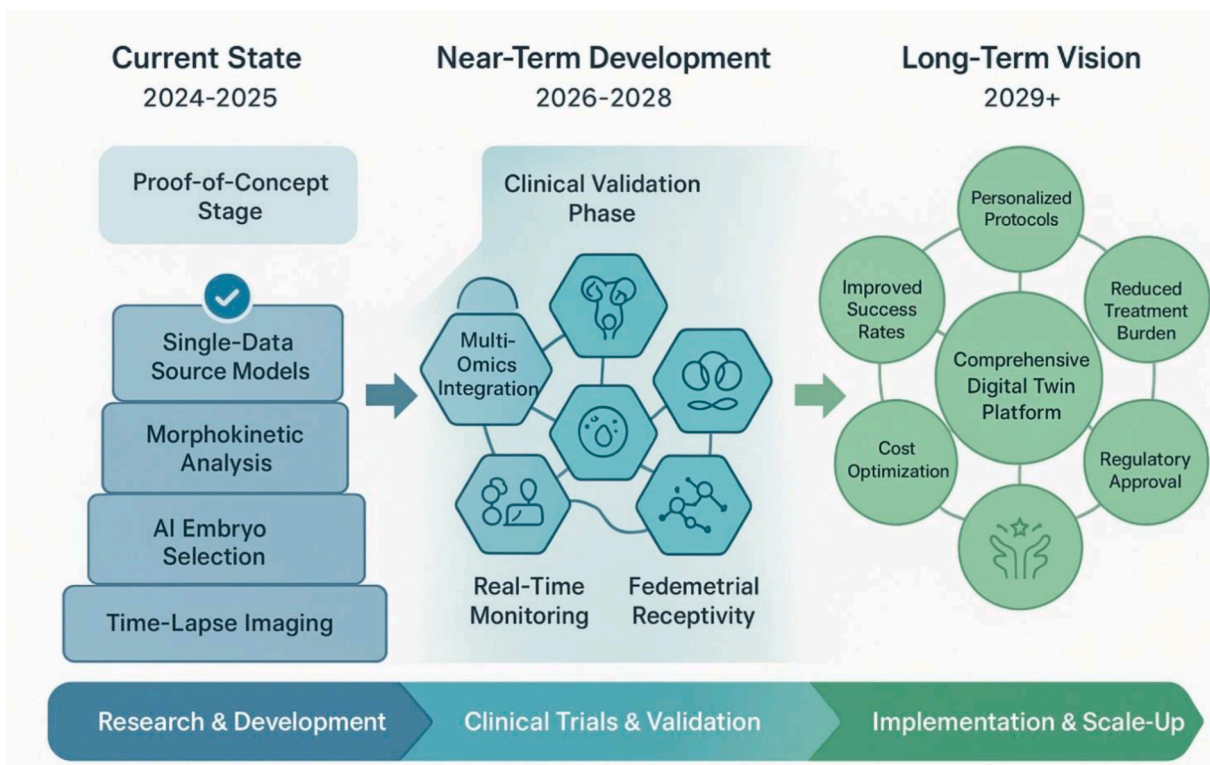 Current State
2024-2025
Proof-of-Concept
Stage
Single-Data
Source Models
Morphokinetic
Analysis
AI Embryo
Selection
Time-Lapse Imaging
Near-Term Development
2026-2028
Clinical Validation
Phase
Multi-
Omics
Integration
Real-Time
Monitoring
Fedemetrial
Receptivity
Long-Term Vision
2029+
Personalized
Protocols
Improved
Success
Rates
Reduced
Treatment
Burden
Comprehensive
Digital Twin
Platform
Cost
Optimization
Regulatory
Approval
Research & Development
Clinical Trials & Validation
Implementation & Scale-Up